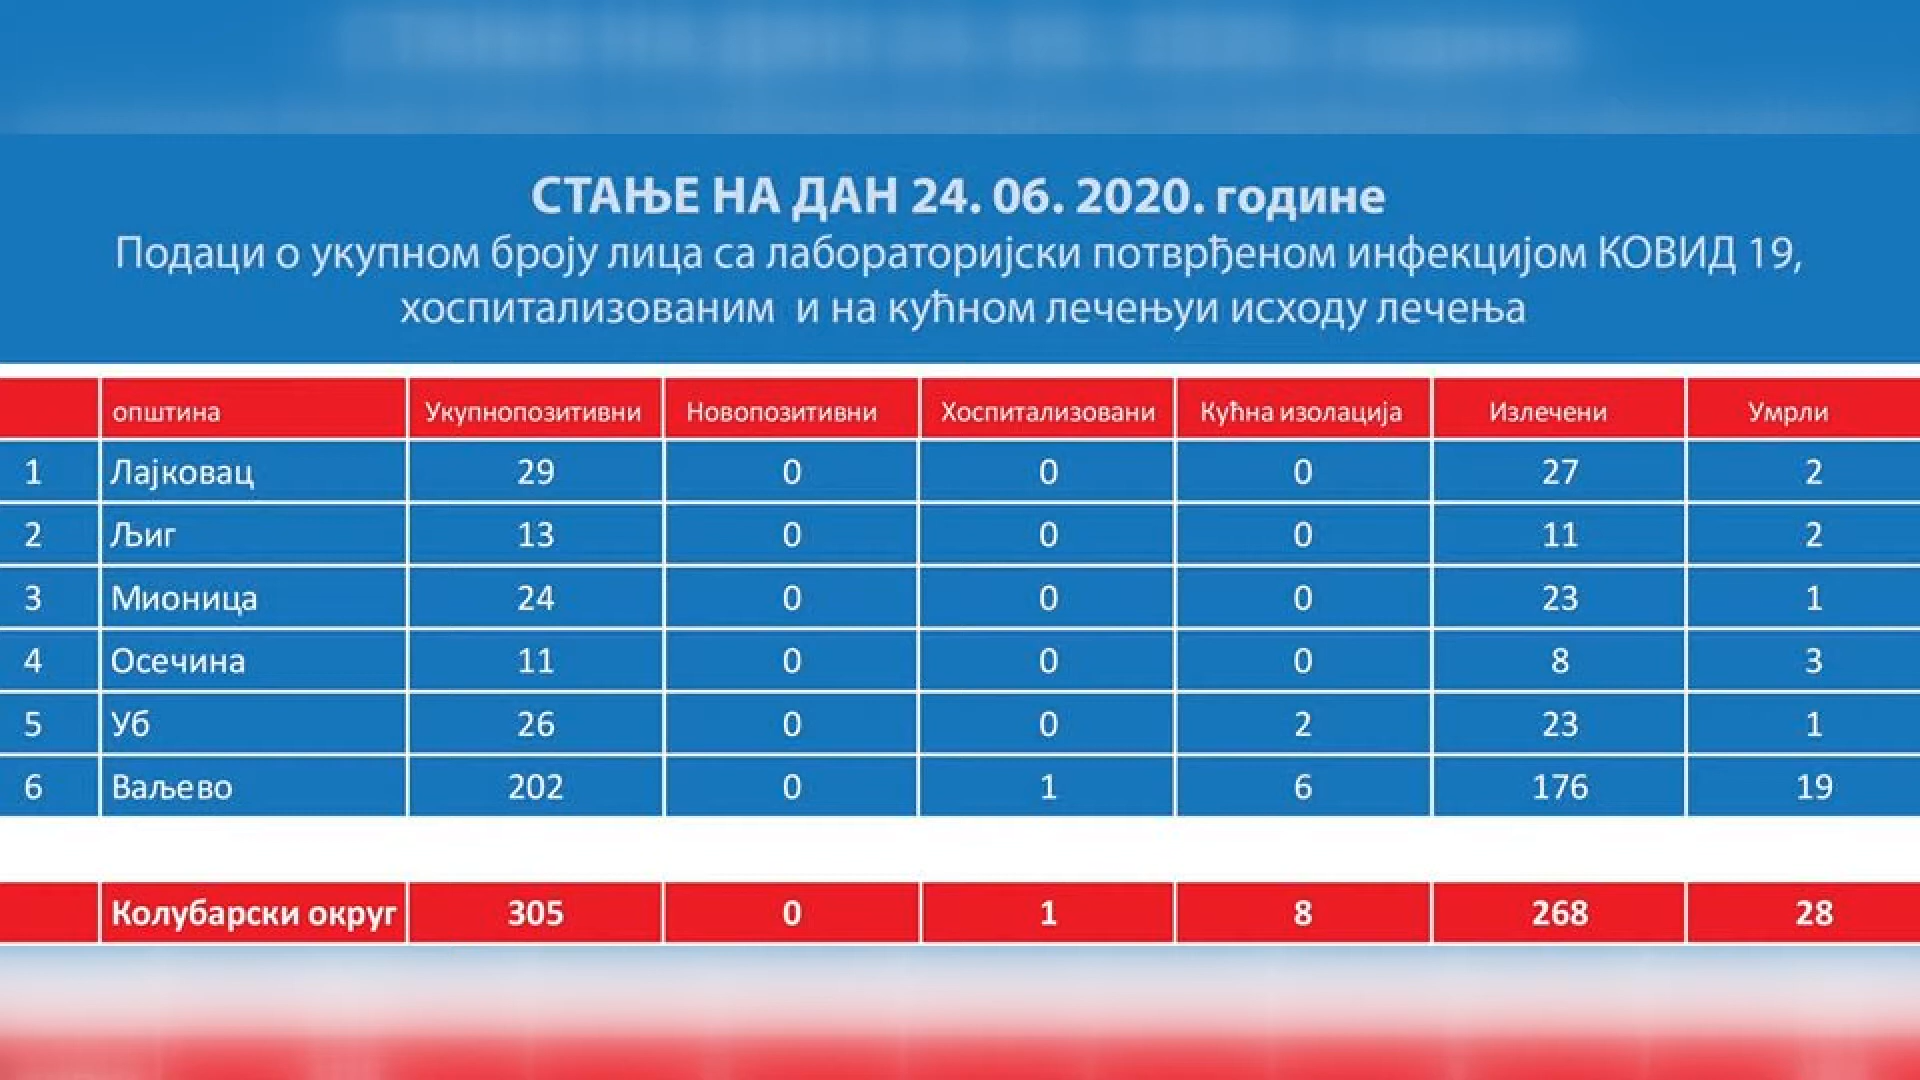 СТАЊЕ НА ДАН 24. 06. 2020. године
Подаци о укупном броју лица са лабораторијски потврђеном инфекцијом КОВИД 19,
хоспитализованим и на кућном лечењуи исходу лечења
општина Укупнопозитивни Новопозитивни Хоспитализовани Кућна изолација Излечени Умрли
1 Лајковац 29 0 0 0 27 2
2 Љиг 13 0 0 0 11 2
3 Мионица 24 0 0 0 23 1
4 Осечина 11 0 0 0 8 3
5 Уб 26 0 0 2 23 1
6 Ваљево 202 0 1 6 176 19
Колубарски округ 305 0 1 8 268 28